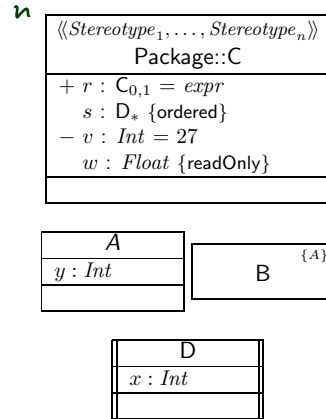 n
⟪Stereotype₁, . . . , Stereotypeₙ⟫
Package::C
+ r : C₀,₁ = expr
s : D∗ {ordered}
− v : Int = 27
w : Float {readOnly}
A
y : Int
{A}
B
D
x : Int